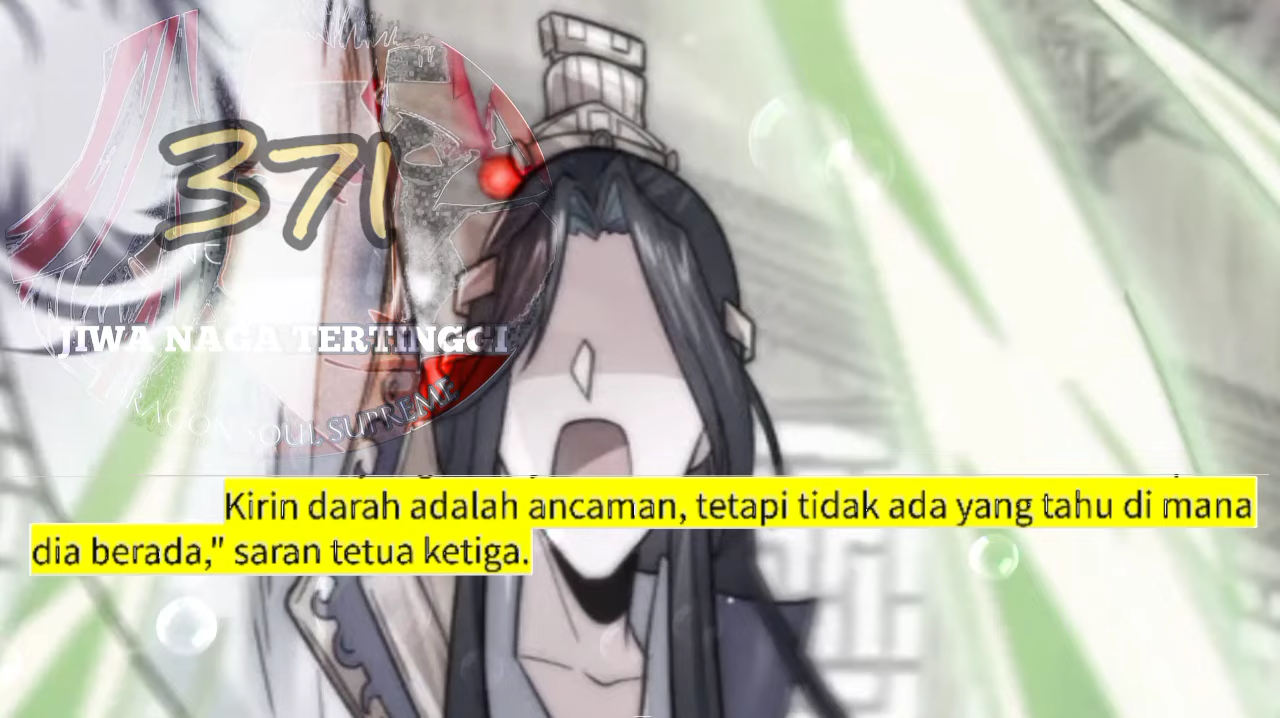 371
JIWA NAGA TERTINGGI
DRAGON SOUL SUPREME
Kirin darah adalah ancaman, tetapi tidak ada yang tahu di mana
dia berada," saran tetua ketiga.